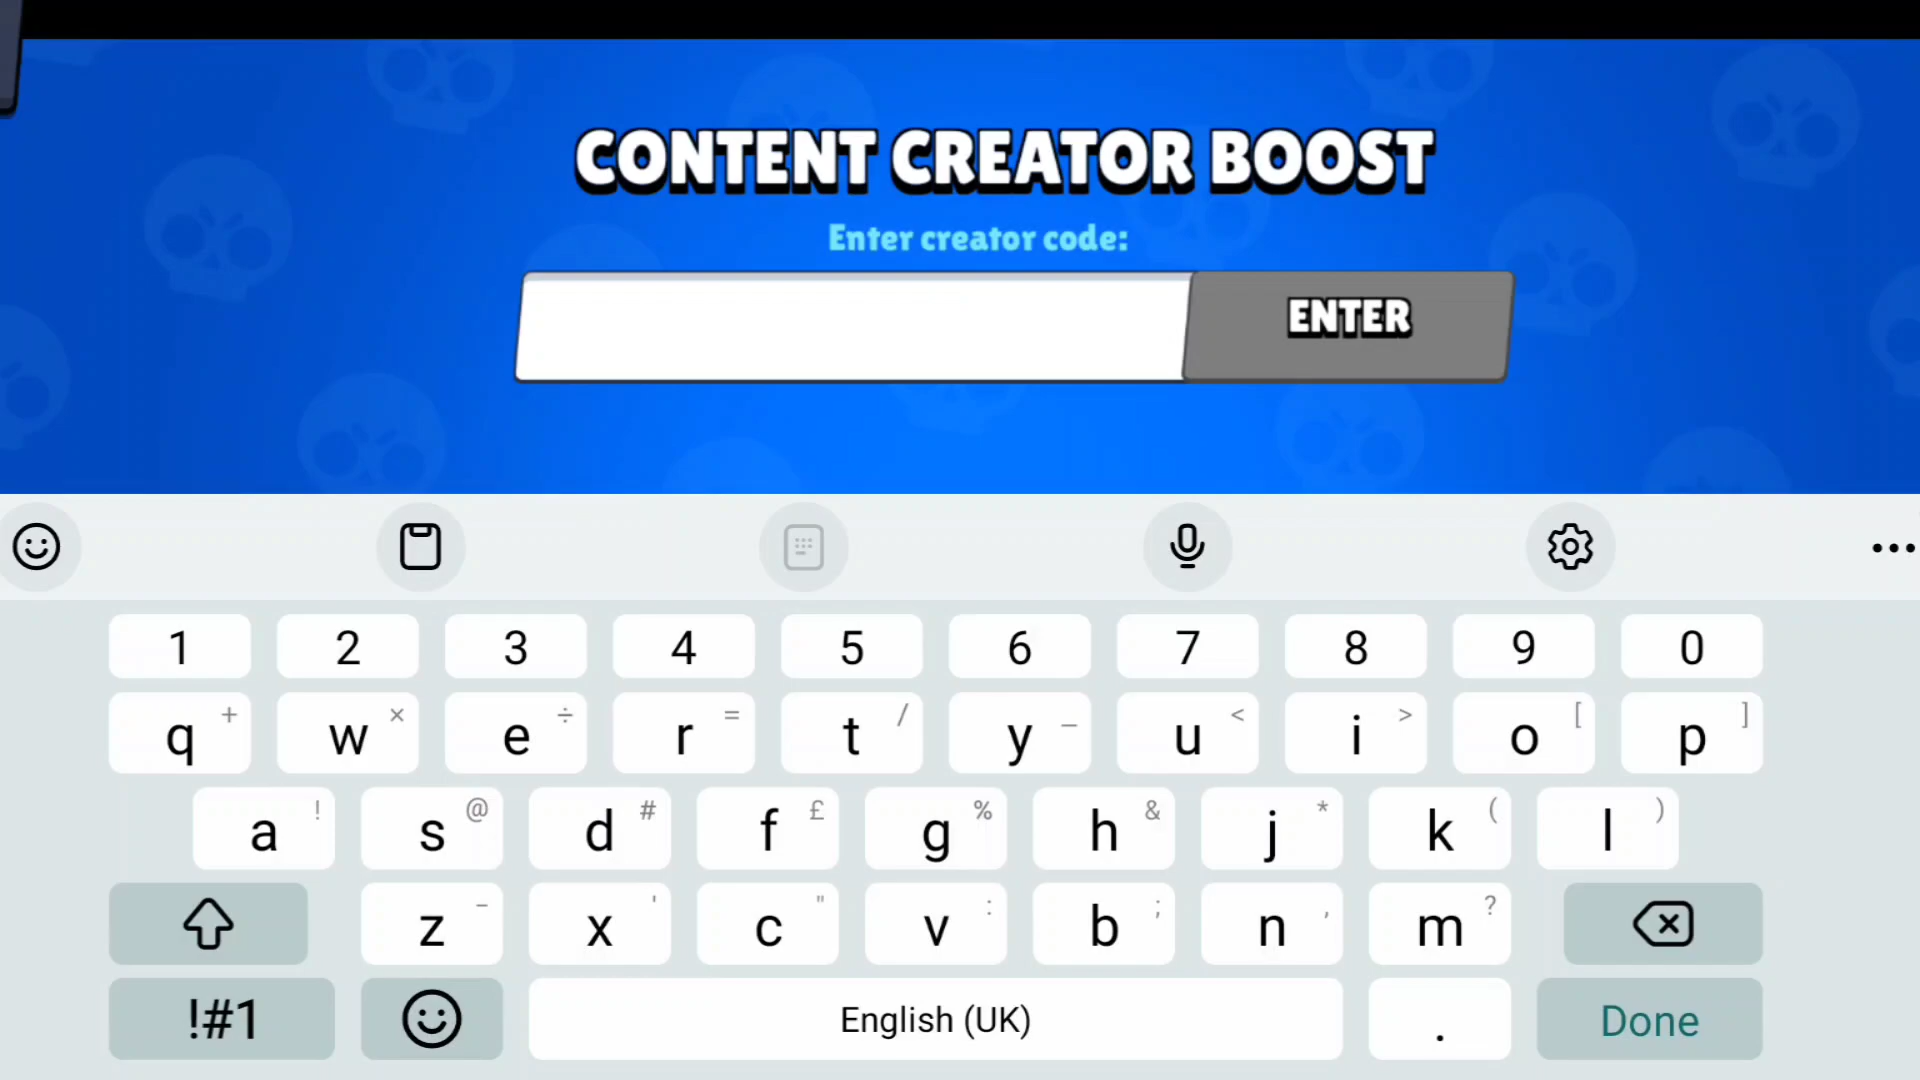 CONTENT CREATOR BOOST
Enter creator code:
ENTER
1 2 3 4 5 6 7 8 9 0
q + w × e ÷ r = t / y _ u < i > o [ p ]
a ! s @ d # f £ g % h & j * k ( l )
z - x ' c " v : b ; n , m ?
!#1 English (UK) . Done